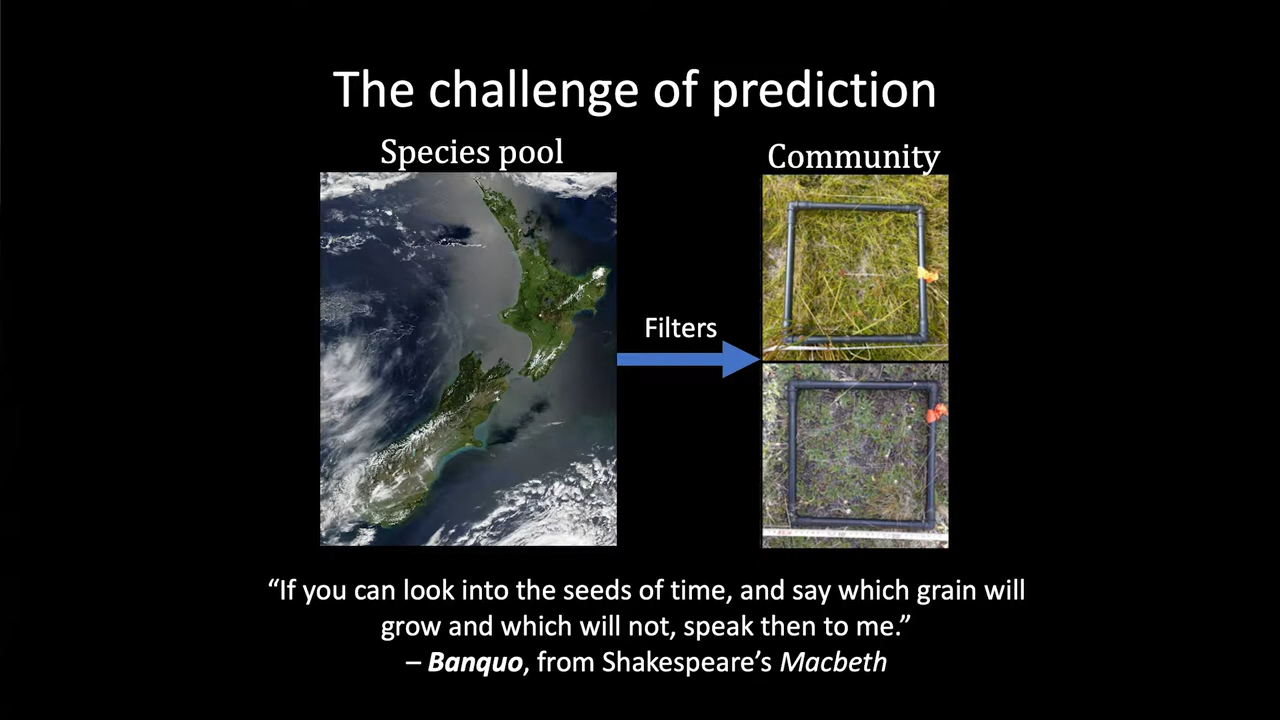 The challenge of prediction
Species pool
Community
Filters
“If you can look into the seeds of time, and say which grain will
grow and which will not, speak then to me.”
– Banquo, from Shakespeare’s Macbeth